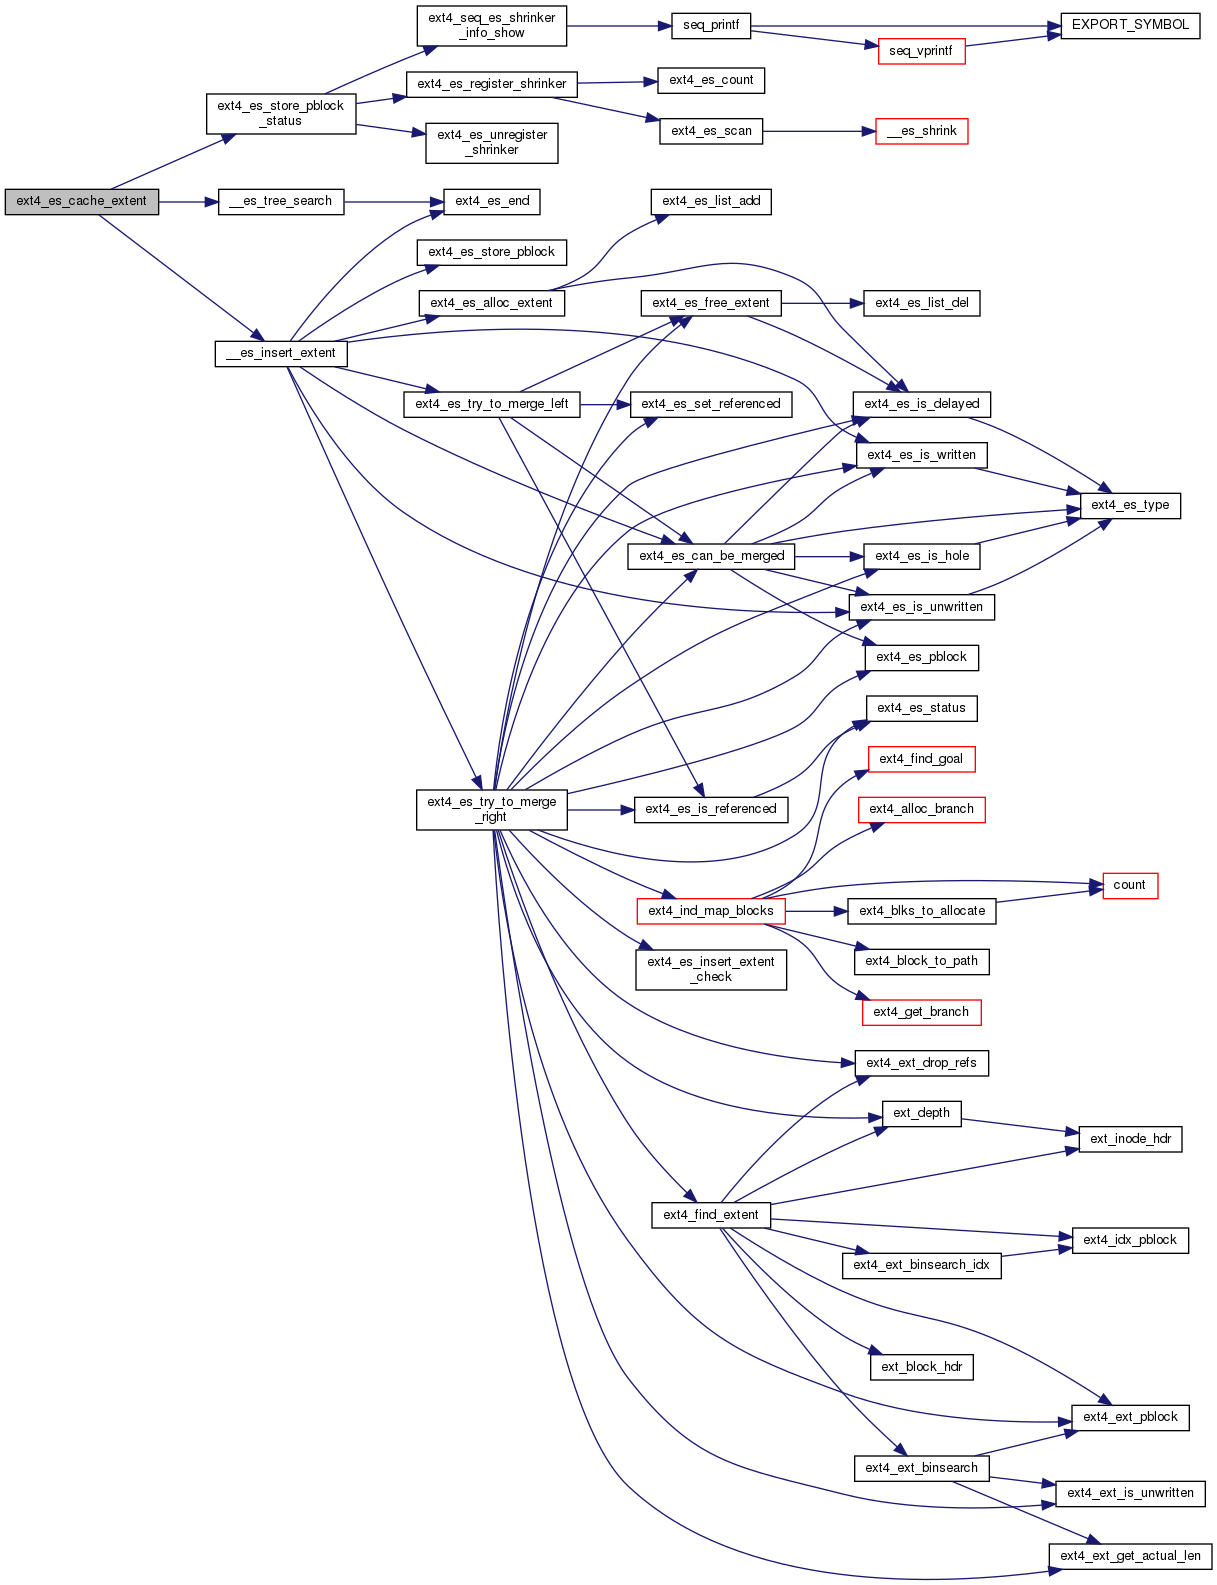 ext4_seq_es_shrinker
_info_show
seq_printf
EXPORT_SYMBOL
seq_vprintf
ext4_es_register_shrinker
ext4_es_count
ext4_es_store_pblock
_status
ext4_es_scan
__es_shrink
ext4_es_unregister
_shrinker
ext4_es_cache_extent
__es_tree_search
ext4_es_end
ext4_es_list_add
ext4_es_store_pblock
ext4_es_alloc_extent
ext4_es_free_extent
ext4_es_list_del
__es_insert_extent
ext4_es_try_to_merge_left
ext4_es_set_referenced
ext4_es_is_delayed
ext4_es_is_written
ext4_es_type
ext4_es_can_be_merged
ext4_es_is_hole
ext4_es_is_unwritten
ext4_es_pblock
ext4_es_status
ext4_find_goal
ext4_es_try_to_merge
_right
ext4_es_is_referenced
ext4_alloc_branch
count
ext4_ind_map_blocks
ext4_blks_to_allocate
ext4_es_insert_extent
_check
ext4_block_to_path
ext4_get_branch
ext4_ext_drop_refs
ext_depth
ext_inode_hdr
ext4_find_extent
ext4_idx_pblock
ext4_ext_binsearch_idx
ext_block_hdr
ext4_ext_pblock
ext4_ext_binsearch
ext4_ext_is_unwritten
ext4_ext_get_actual_len